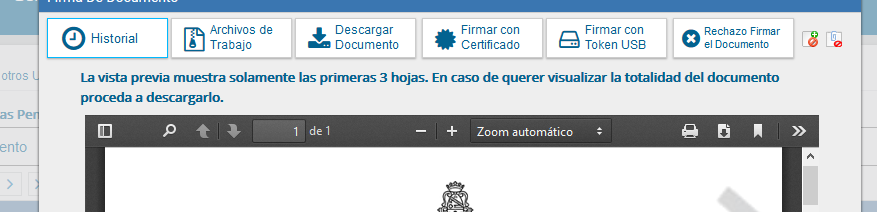 Firma De Documento
Historial
Archivos de
Trabajo
Descargar
Documento
Firmar con
Certificado
Firmar con
Token USB
Rechazo Firmar
el Documento
otros U
as Per
ento
La vista previa muestra solamente las primeras 3 hojas. En caso de querer visualizar la totalidad del documento
proceda a descargarlo.
1 de 1
Zoom automático